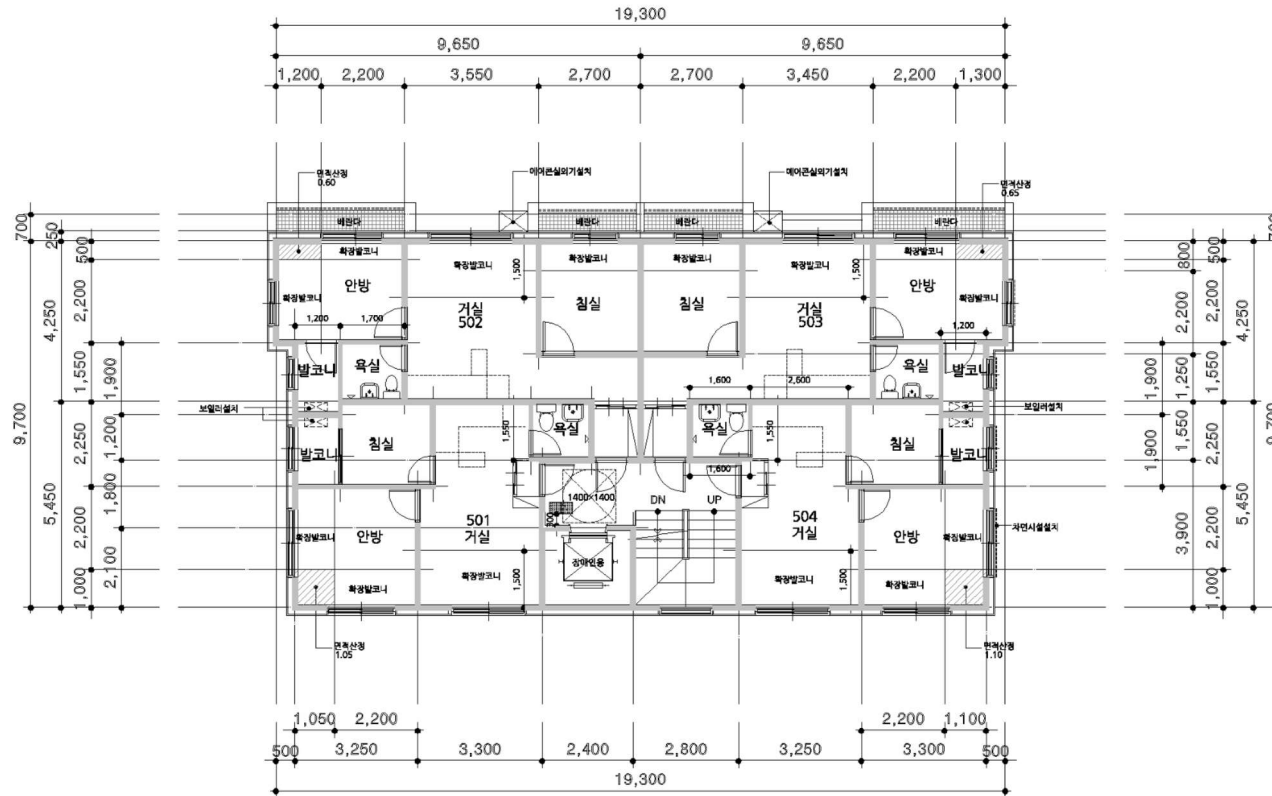 19,300
9,650 9,650
1,200 2,200 3,550 2,700 2,700 3,450 2,200 1,300
면적산정
0.60
에어콘실외기설치
에어콘실외기설치
면적산정
0.65
베란다 베란다 베란다 베란다
700
250
500
2,200
4,250
1,550
1,900
9,700
2,250
1,200
5,450
1,800
2,200
2,100
1,000
확장발코니 확장발코니 확장발코니 확장발코니 확장발코니 확장발코니
1,500 1,500
안방 침실 침실 안방
확장발코니 확장발코니
거실
502
거실
503
1,200 1,700 1,200
발코니 욕실 욕실 발코니
1,600 2,600
보일러설치 보일러설치
발코니 침실 1,550 욕실 욕실 1,550 침실 발코니
1,600
1400×1400
DN UP
300
501
거실
504
거실
확장발코니 안방 안방 확장발코니
차면시설설치
장애인용
확장발코니 확장발코니 1,500 확장발코니 1,500 확장발코니
면적산정
1.05
면적산정
1.10
700
800
500
2,200
2,200
4,250
1,900
1,250
1,550
9,700
1,550
2,250
1,900
5,450
3,900
2,200
1,000
1,050 2,200 2,200 1,100
500 3,250 3,300 2,400 2,800 3,250 3,300 500
19,300